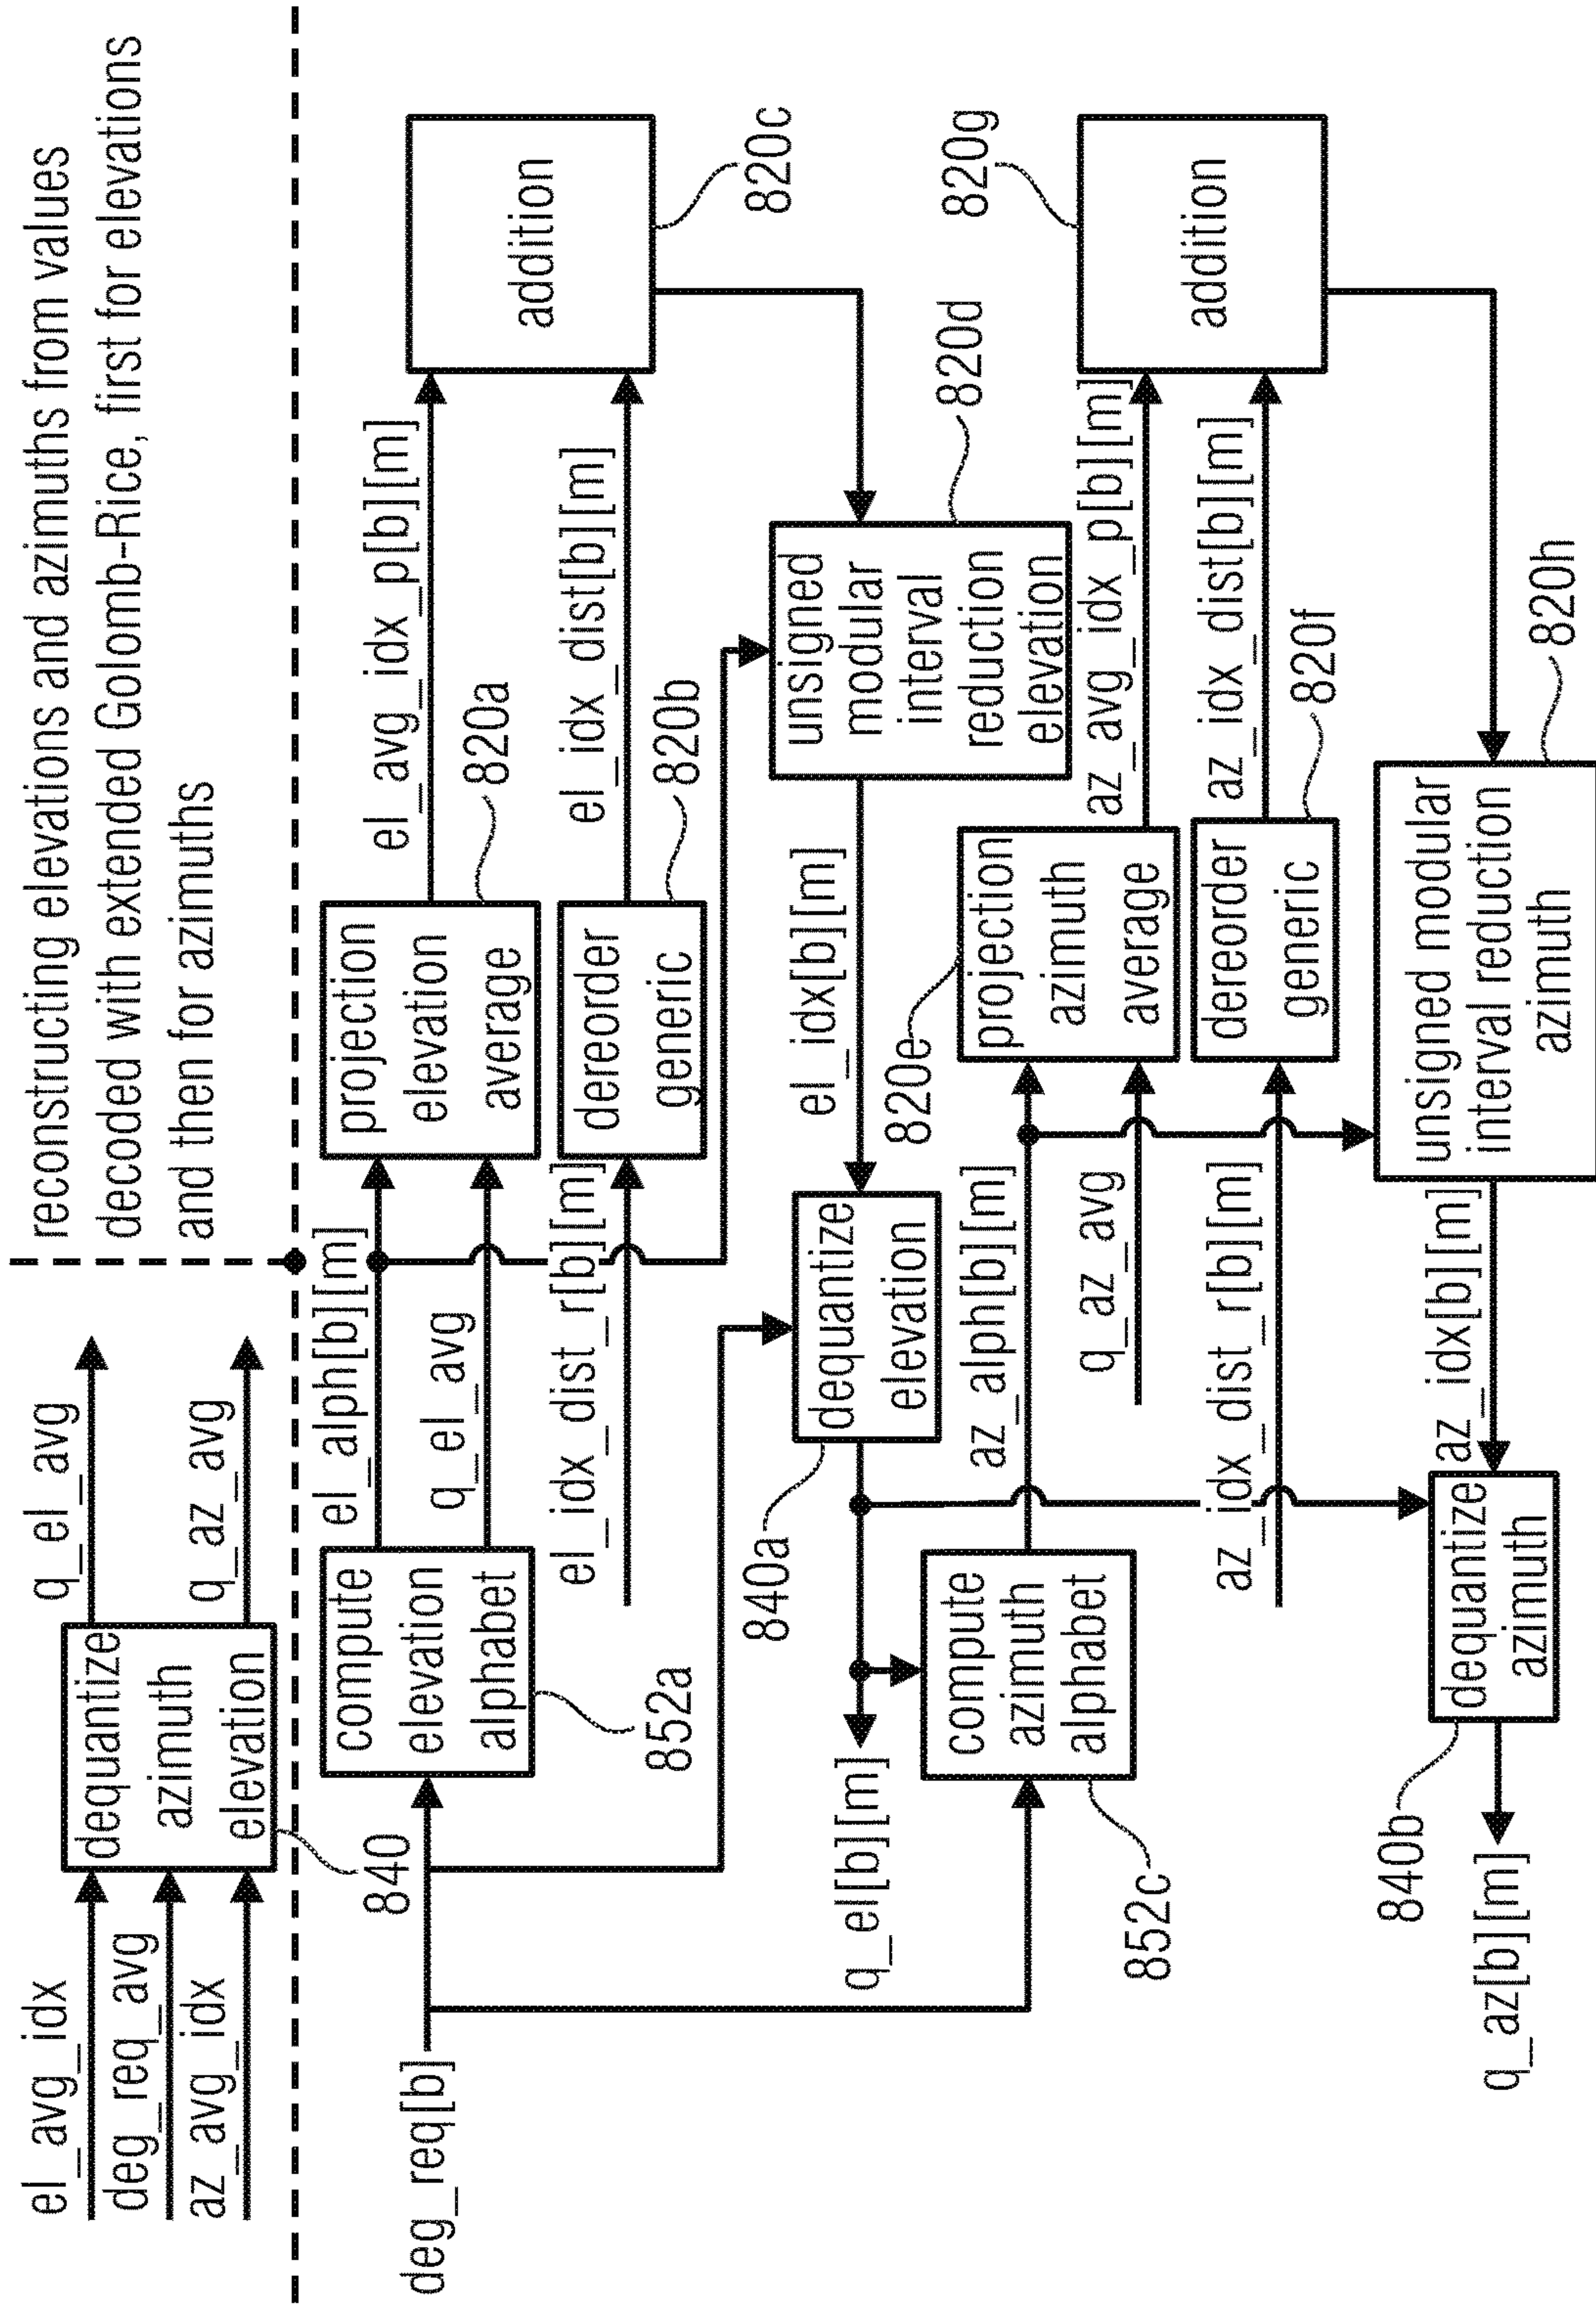 reconstructing elevations and azimuths from values
decoded with extended Golomb-Rice, first for elevations
and then for azimuths
el_avg_idx
deg_req_avg
az_avg_idx
dequantize
azimuth
elevation
840
q_el_avg
q_az_avg
deg_req[b]
compute
elevation
alphabet
852a
el_alph[b][m]
q_el_avg
el_idx_dist_r[b][m]
projection
elevation
average
820a
dereorder
generic
820b
el_avg_idx_p[b][m]
el_idx_dist[b][m]
addition
820c
unsigned
modular
interval
reduction
elevation
820d
el_idx[b][m]
dequantize
elevation
840a
q_el[b][m]
compute
azimuth
alphabet
852c
az_alph[b][m]
q_az_avg
az_idx_dist_r[b][m]
projection
azimuth
average
820e
dereorder
generic
820f
az_avg_idx_p[b][m]
az_idx_dist[b][m]
addition
820g
unsigned modular
interval reduction
azimuth
820h
az_idx[b][m]
dequantize
azimuth
840b
q_az[b][m]